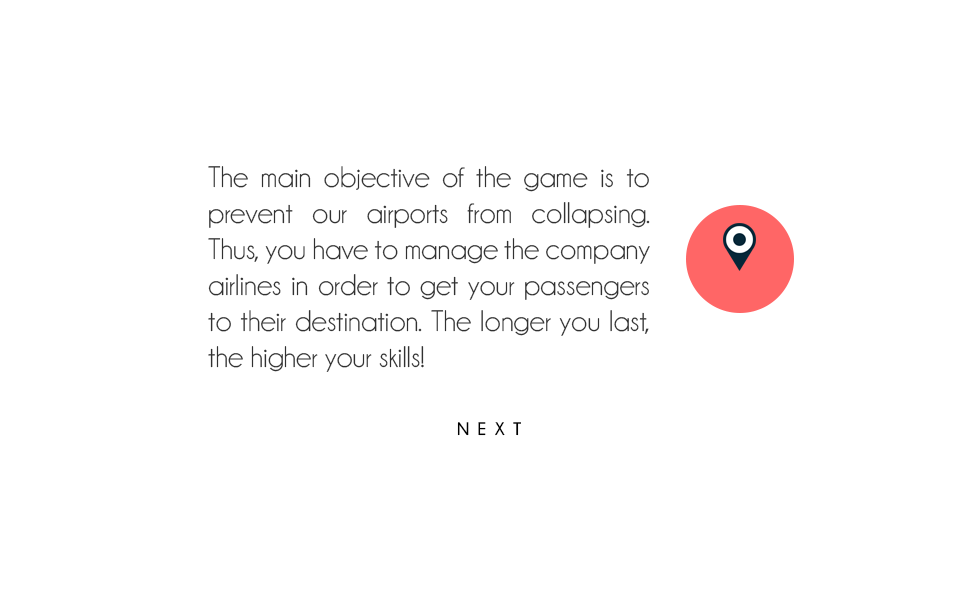 The main objective of the game is to
prevent our airports from collapsing.
Thus, you have to manage the company
airlines in order to get your passengers
to their destination. The longer you last,
the higher your skills!
NEXT